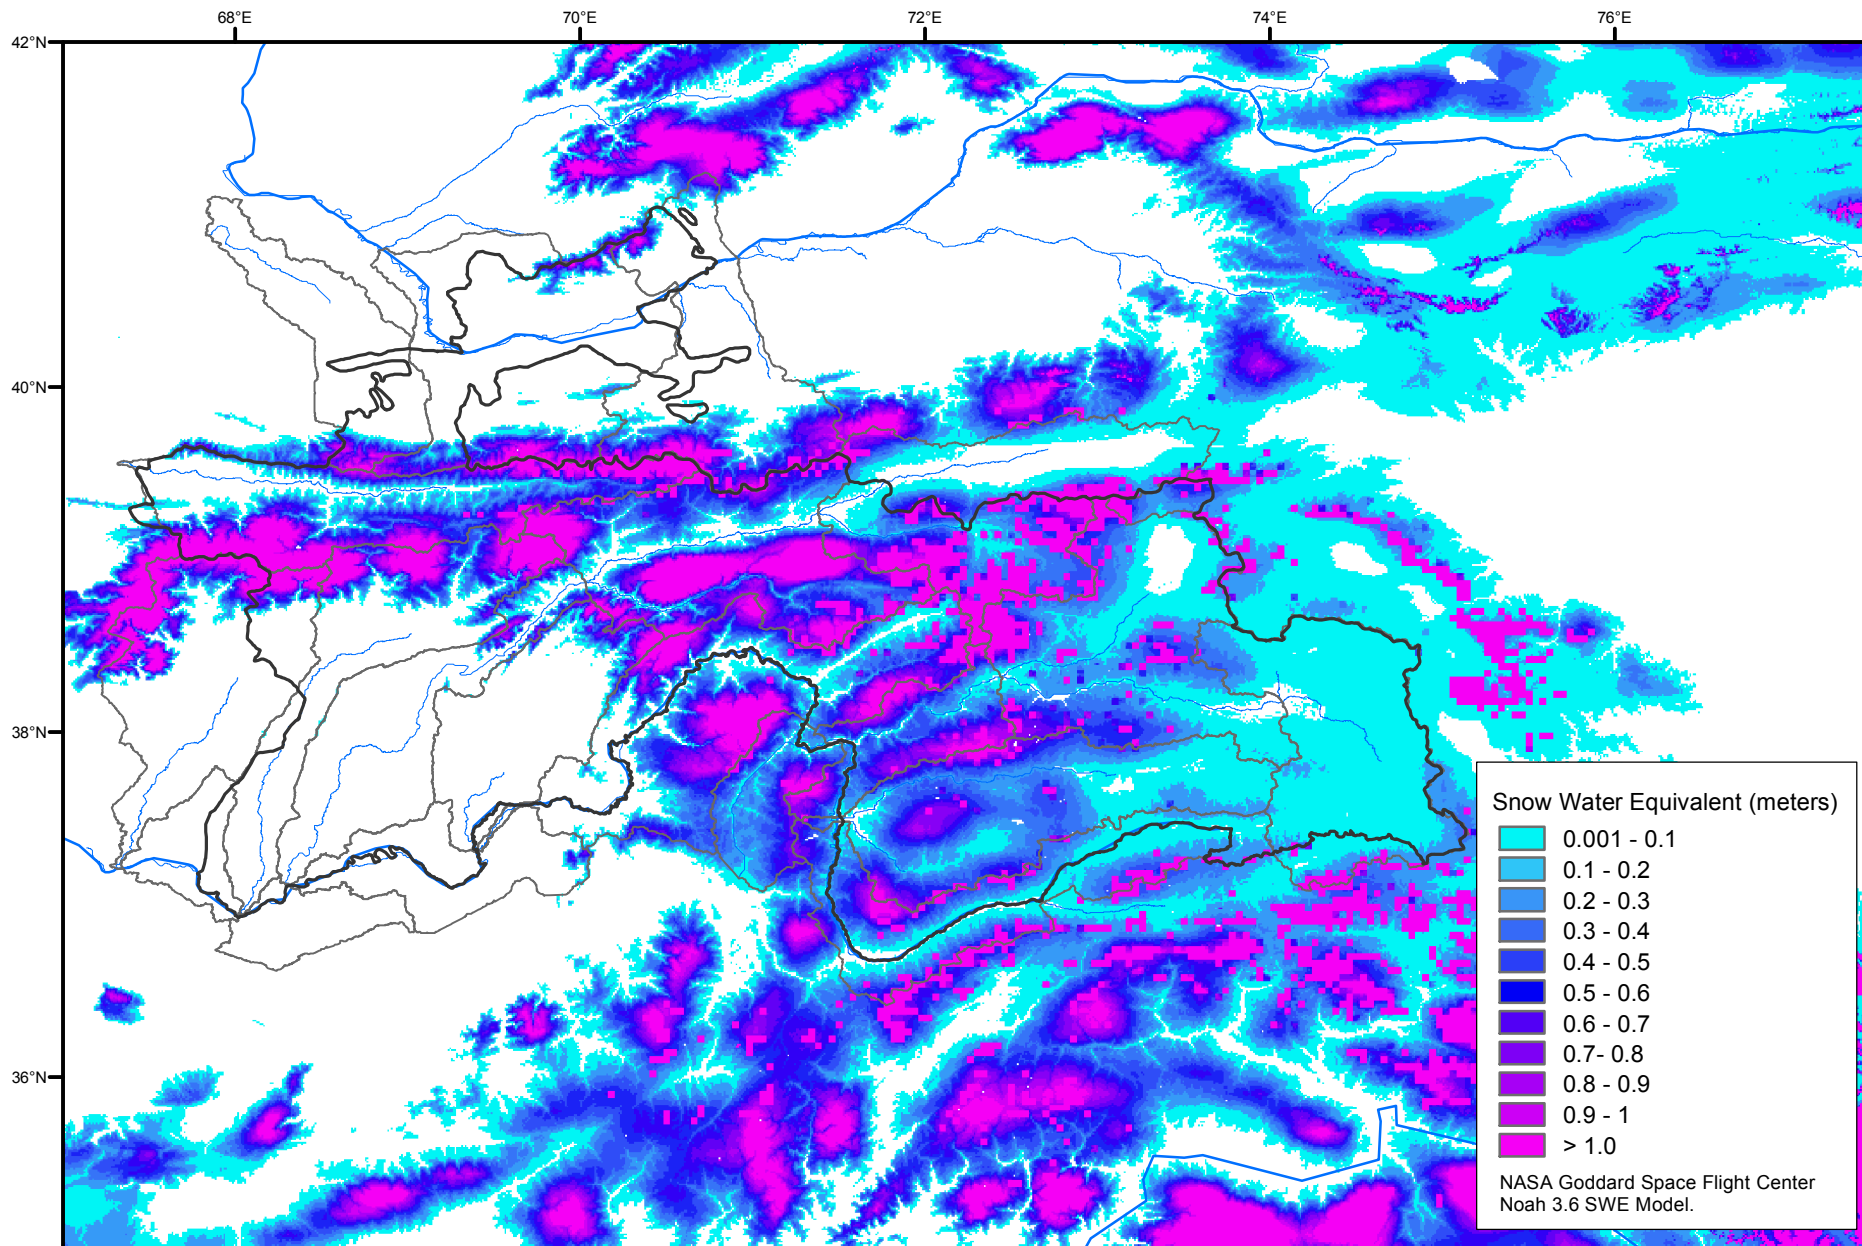 68°E
70°E
72°E
74°E
76°E
42°N
40°N
38°N
36°N
Snow Water Equivalent (meters)
0.001 - 0.1
0.1 - 0.2
0.2 - 0.3
0.3 - 0.4
0.4 - 0.5
0.5 - 0.6
0.6 - 0.7
0.7- 0.8
0.8 - 0.9
0.9 - 1
> 1.0
NASA Goddard Space Flight Center
Noah 3.6 SWE Model.